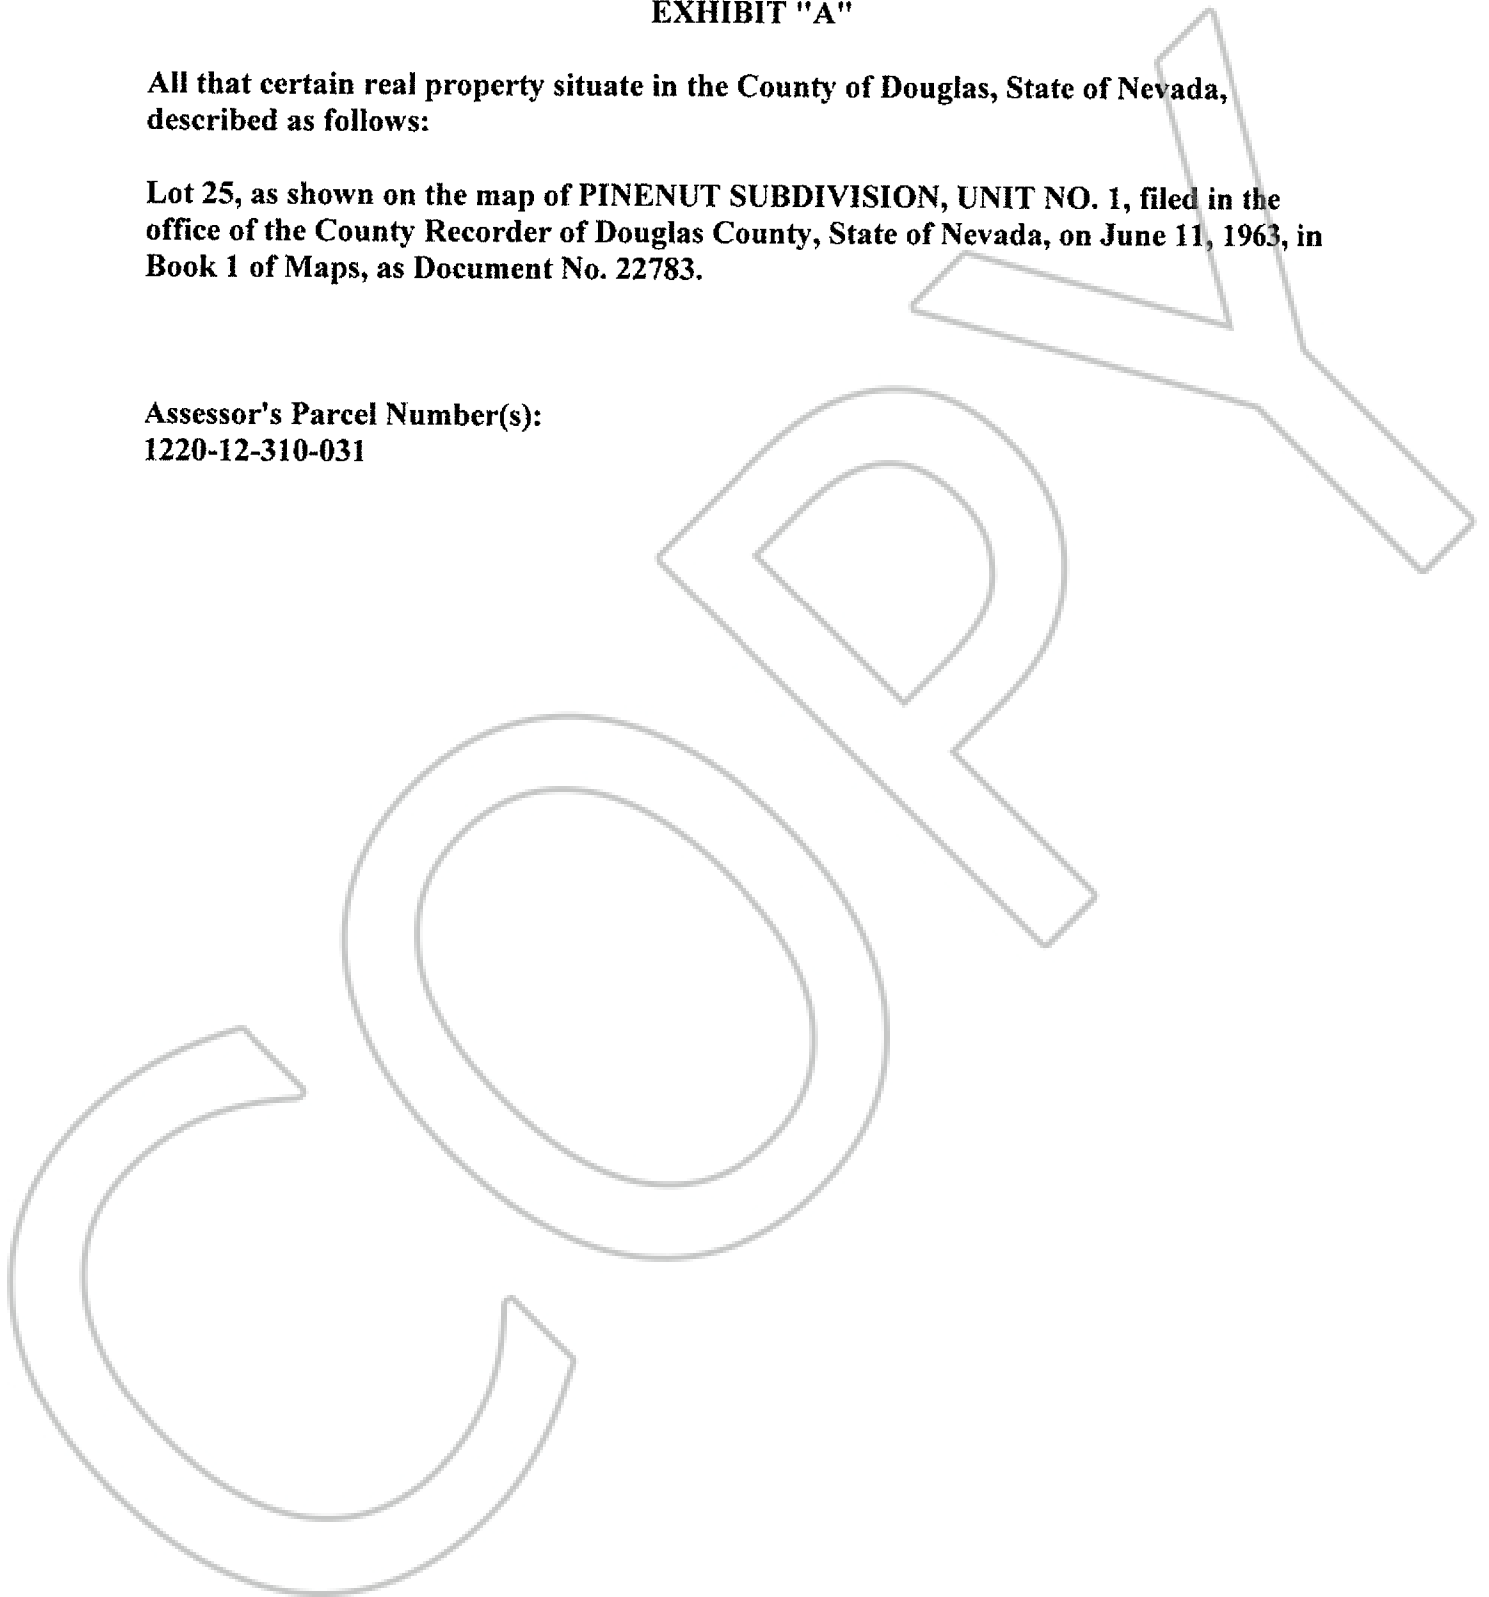 EXHIBIT "A"
All that certain real property situate in the County of Douglas, State of Nevada,
described as follows:
Lot 25, as shown on the map of PINENUT SUBDIVISION, UNIT NO. 1, filed in the
office of the County Recorder of Douglas County, State of Nevada, on June 11, 1963, in
Book 1 of Maps, as Document No. 22783.
Assessor's Parcel Number(s):
1220-12-310-031
COPY